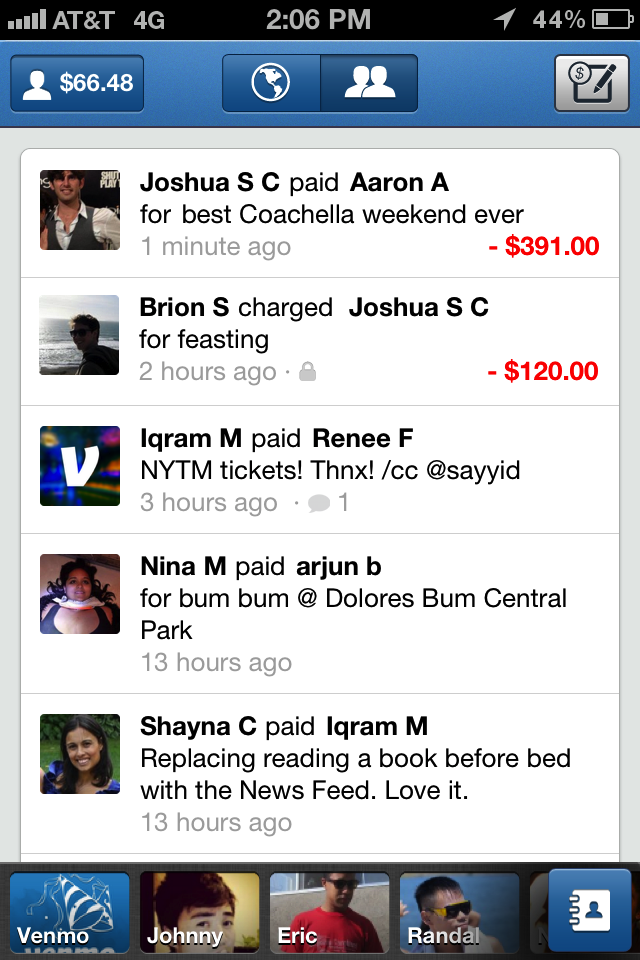 AT&T 4G 2:06 PM 44%
$66.48
$
SHUT
PLAY
Joshua S C paid Aaron A
for best Coachella weekend ever
1 minute ago - $391.00
Brion S charged Joshua S C
for feasting
2 hours ago · - $120.00
v
Iqram M paid Renee F
NYTM tickets! Thnx! /cc @sayyid
3 hours ago · 1
Nina M paid arjun b
for bum bum @ Dolores Bum Central
Park
13 hours ago
Shayna C paid Iqram M
Replacing reading a book before bed
with the News Feed. Love it.
13 hours ago
Venmo Johnny Eric Randal
venmo